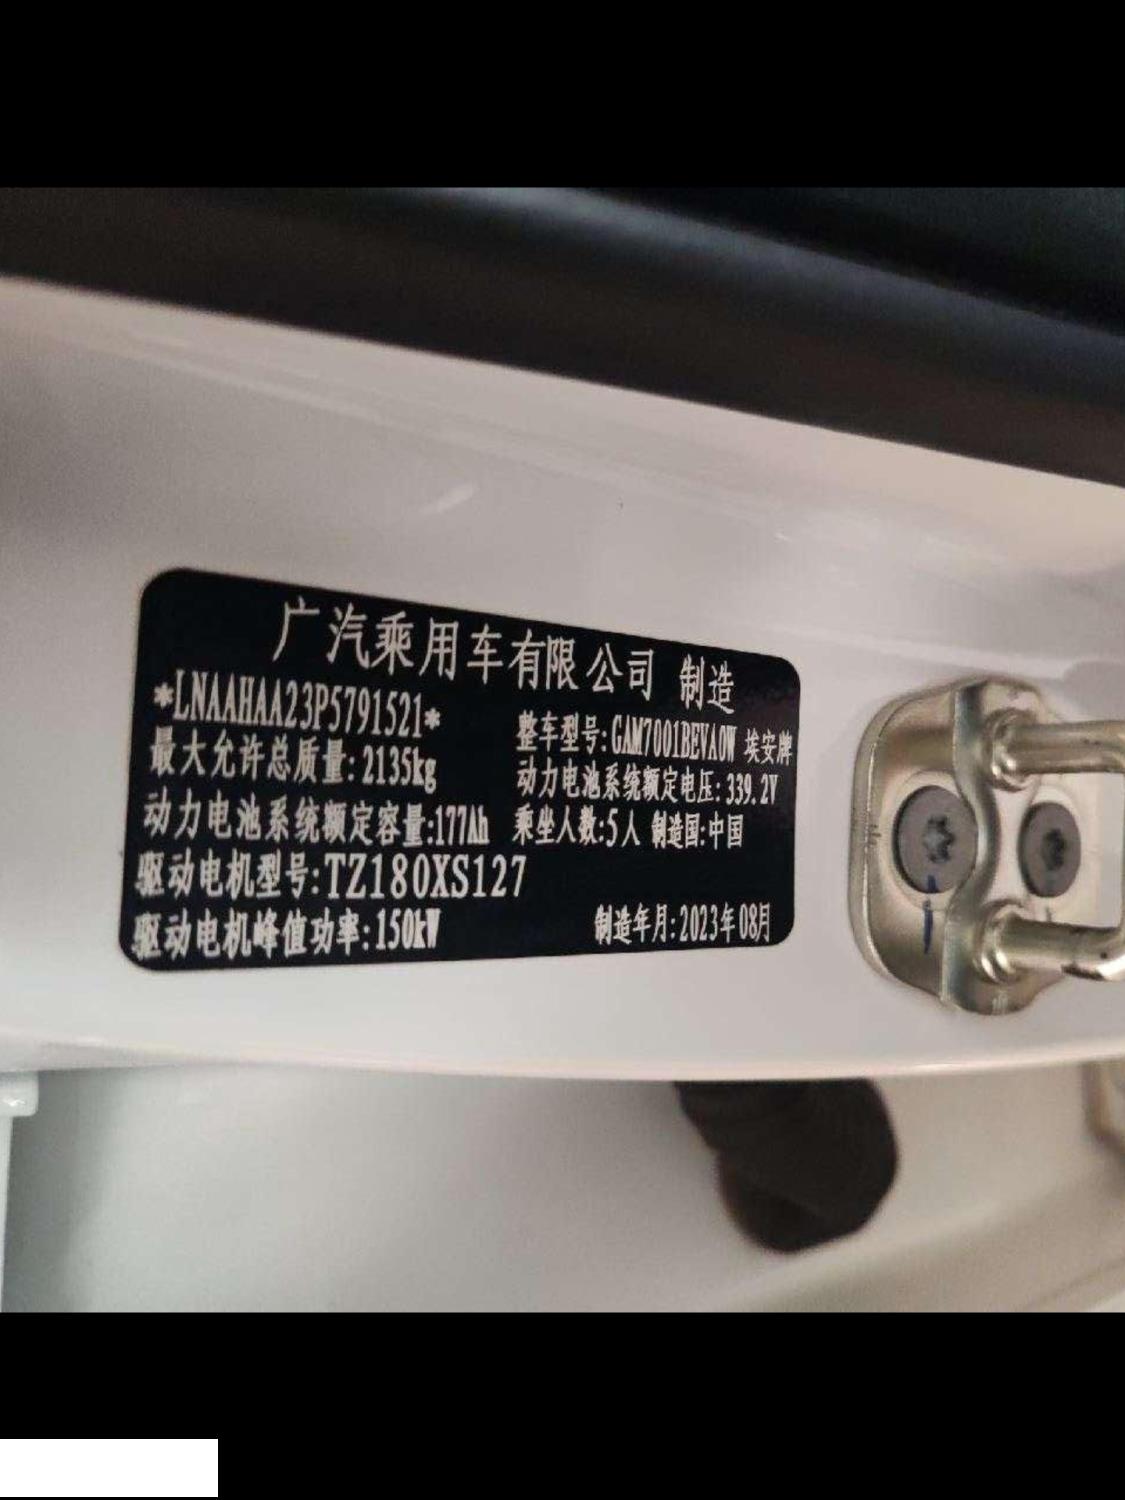 广汽乘用车有限公司 制造
*LNAAHAA23P5791521*
整车型号:GAM7001BEVA0W 埃安牌
最大允许总质量:2135kg
动力电池系统额定电压:339.2V
动力电池系统额定容量:177Ah
乘坐人数:5人 制造国:中国
驱动电机型号:TZ180XS127
驱动电机峰值功率:150kW
制造年月:2023年08月